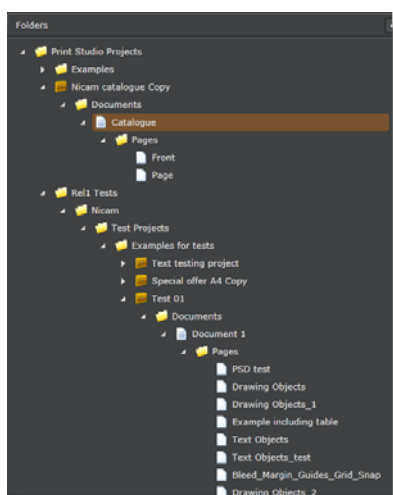 Folders
Print Studio Projects
Examples
Nicam catalogue Copy
Documents
Catalogue
Pages
Front
Page
Rel1 Tests
Nicam
Test Projects
Examples for tests
Text testing project
Special offer A4 Copy
Test 01
Documents
Document 1
Pages
PSD test
Drawing Objects
Drawing Objects_1
Example including table
Text Objects
Text Objects_test
Bleed_Margin_Guides_Grid_Snap
Drawing Objects_2